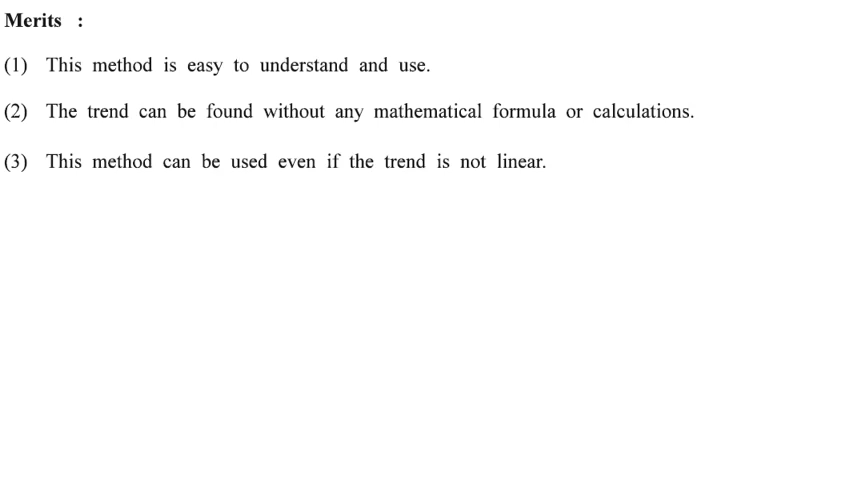 Merits :
(1) This method is easy to understand and use.
(2) The trend can be found without any mathematical formula or calculations.
(3) This method can be used even if the trend is not linear.